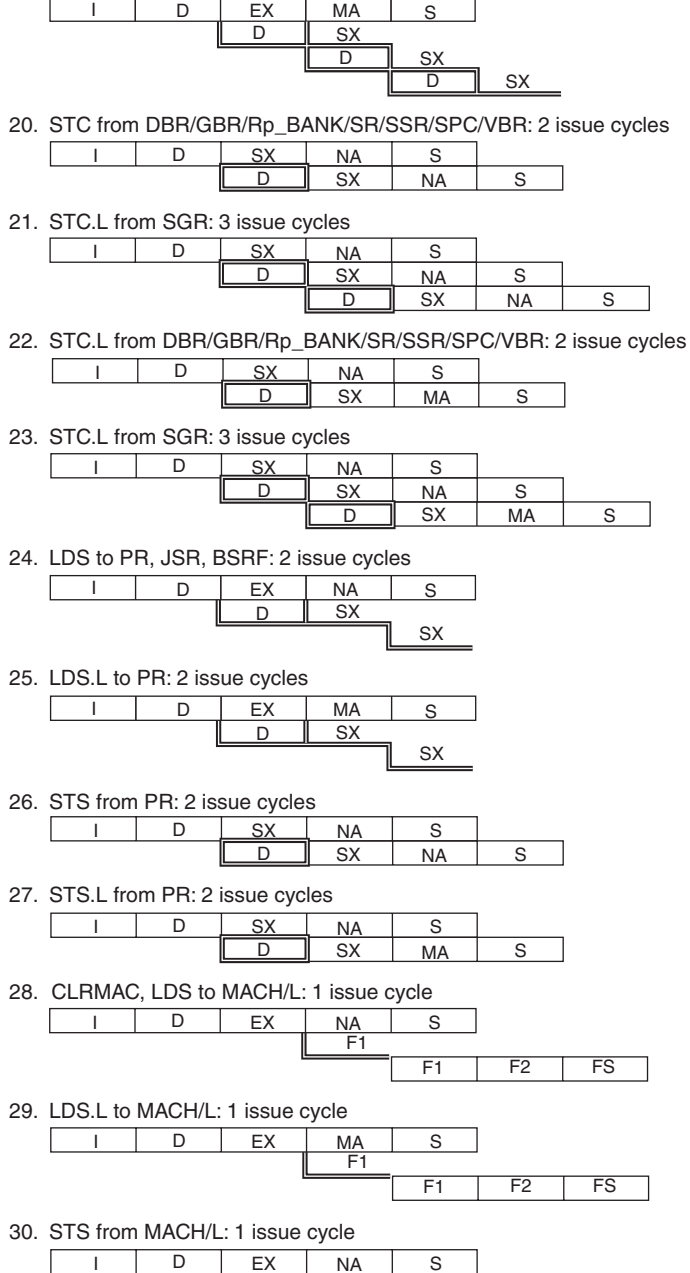 I D EX MA S
D SX
D SX
D SX
20. STC from DBR/GBR/Rp_BANK/SR/SSR/SPC/VBR: 2 issue cycles
I D SX NA S
D SX NA S
21. STC.L from SGR: 3 issue cycles
I D SX NA S
D SX NA S
D SX NA S
22. STC.L from DBR/GBR/Rp_BANK/SR/SSR/SPC/VBR: 2 issue cycles
I D SX NA S
D SX MA S
23. STC.L from SGR: 3 issue cycles
I D SX NA S
D SX NA S
D SX MA S
24. LDS to PR, JSR, BSRF: 2 issue cycles
I D EX NA S
D SX
SX
25. LDS.L to PR: 2 issue cycles
I D EX MA S
D SX
SX
26. STS from PR: 2 issue cycles
I D SX NA S
D SX NA S
27. STS.L from PR: 2 issue cycles
I D SX NA S
D SX MA S
28. CLRMAC, LDS to MACH/L: 1 issue cycle
I D EX NA S
F1
F1 F2 FS
29. LDS.L to MACH/L: 1 issue cycle
I D EX MA S
F1
F1 F2 FS
30. STS from MACH/L: 1 issue cycle
I D EX NA S